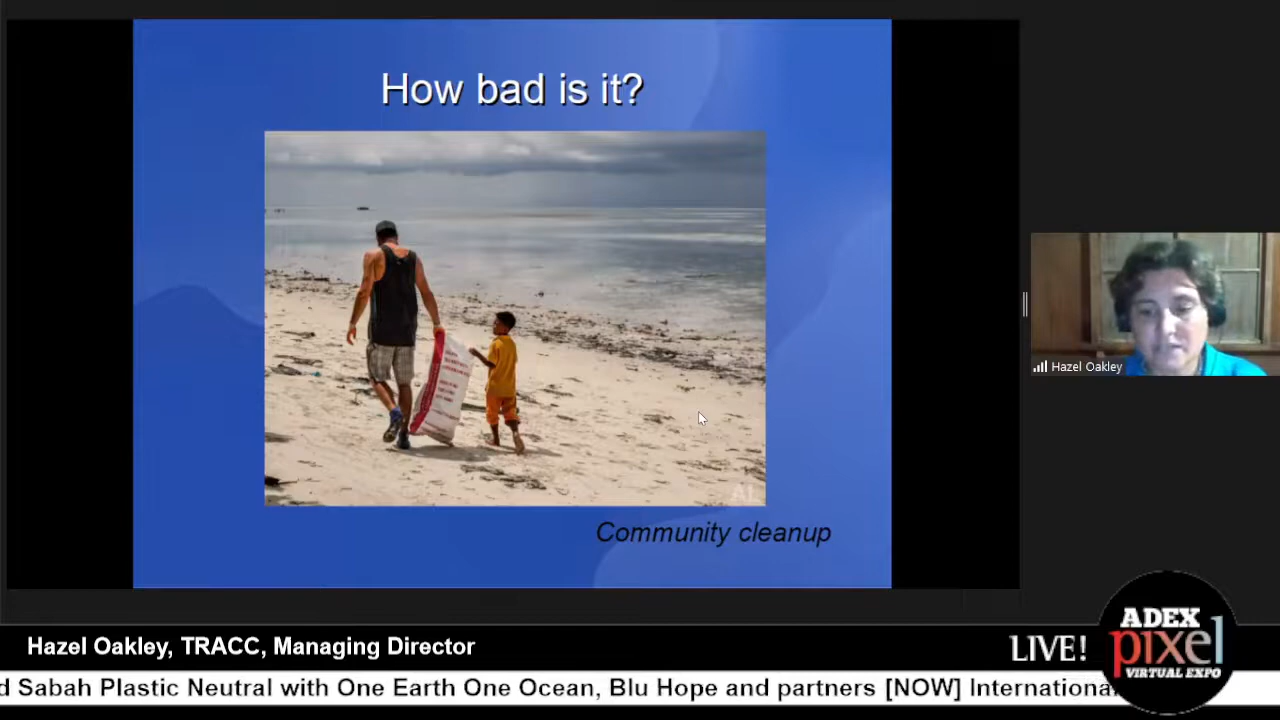 How bad is it?
AL
Community cleanup
Hazel Oakley
Hazel Oakley, TRACC, Managing Director
LIVE!
ADEX
pixel
VIRTUAL EXPO
d Sabah Plastic Neutral with One Earth One Ocean, Blu Hope and partners [NOW] Internationa